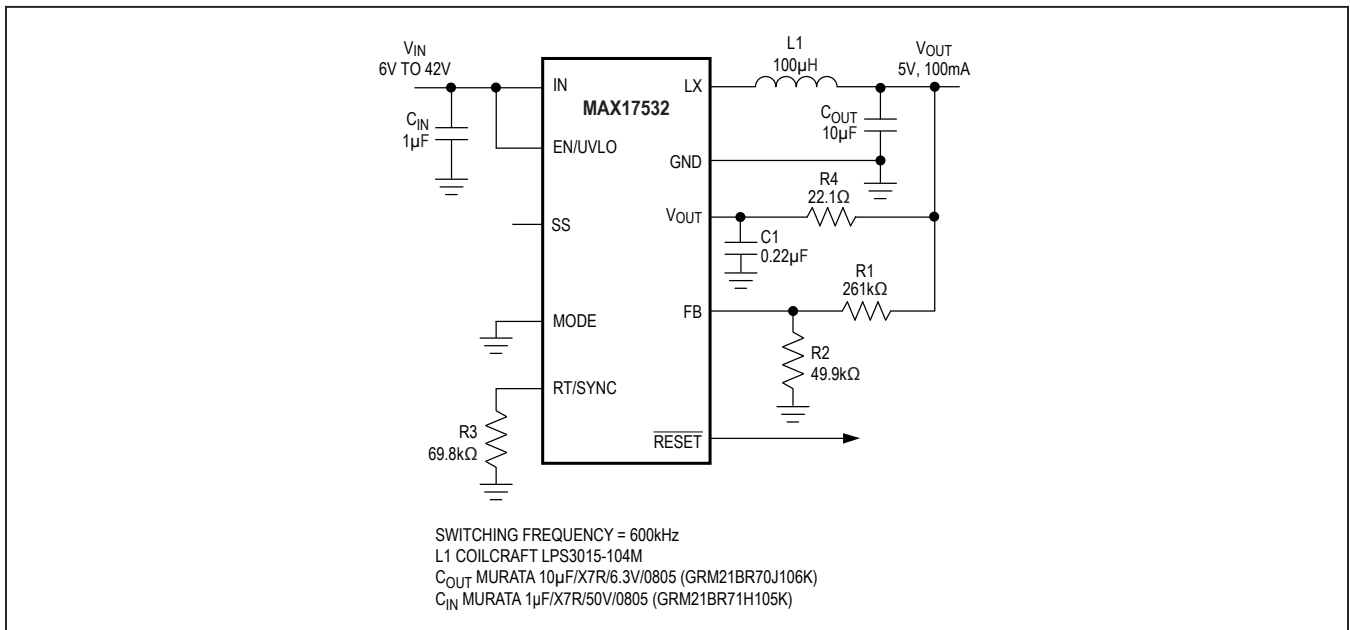 VIN
6V TO 42V
CIN
1µF
IN
EN/UVLO
SS
MODE
RT/SYNC
R3
69.8kΩ
MAX17532
LX
GND
VOUT
FB
RESET
L1
100µH
VOUT
5V, 100mA
COUT
10µF
R4
22.1Ω
C1
0.22µF
R1
261kΩ
R2
49.9kΩ
SWITCHING FREQUENCY = 600kHz
L1 COILCRAFT LPS3015-104M
COUT MURATA 10µF/X7R/6.3V/0805 (GRM21BR70J106K)
CIN MURATA 1µF/X7R/50V/0805 (GRM21BR71H105K)